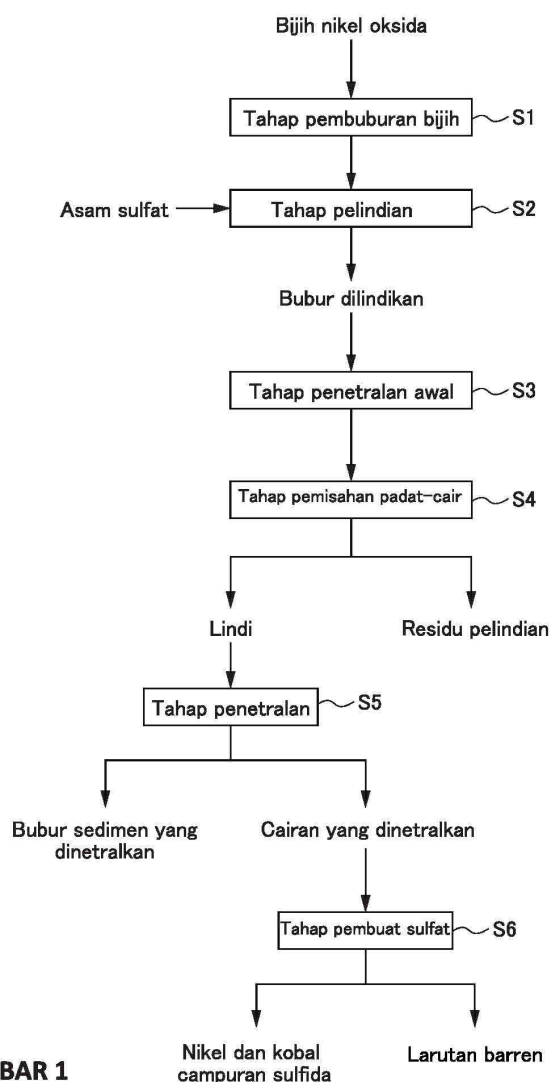 Bijih nikel oksida
Tahap pembuburan bijih S1
Asam sulfat Tahap pelindian S2
Bubur dilindikan
Tahap penetralan awal S3
Tahap pemisahan padat-cair S4
Lindi Residu pelindian
Tahap penetralan S5
Bubur sedimen yang
dinetralkan
Cairan yang dinetralkan
Tahap pembuat sulfat S6
Nikel dan kobal
campuran sulfida
Larutan barren
BAR 1